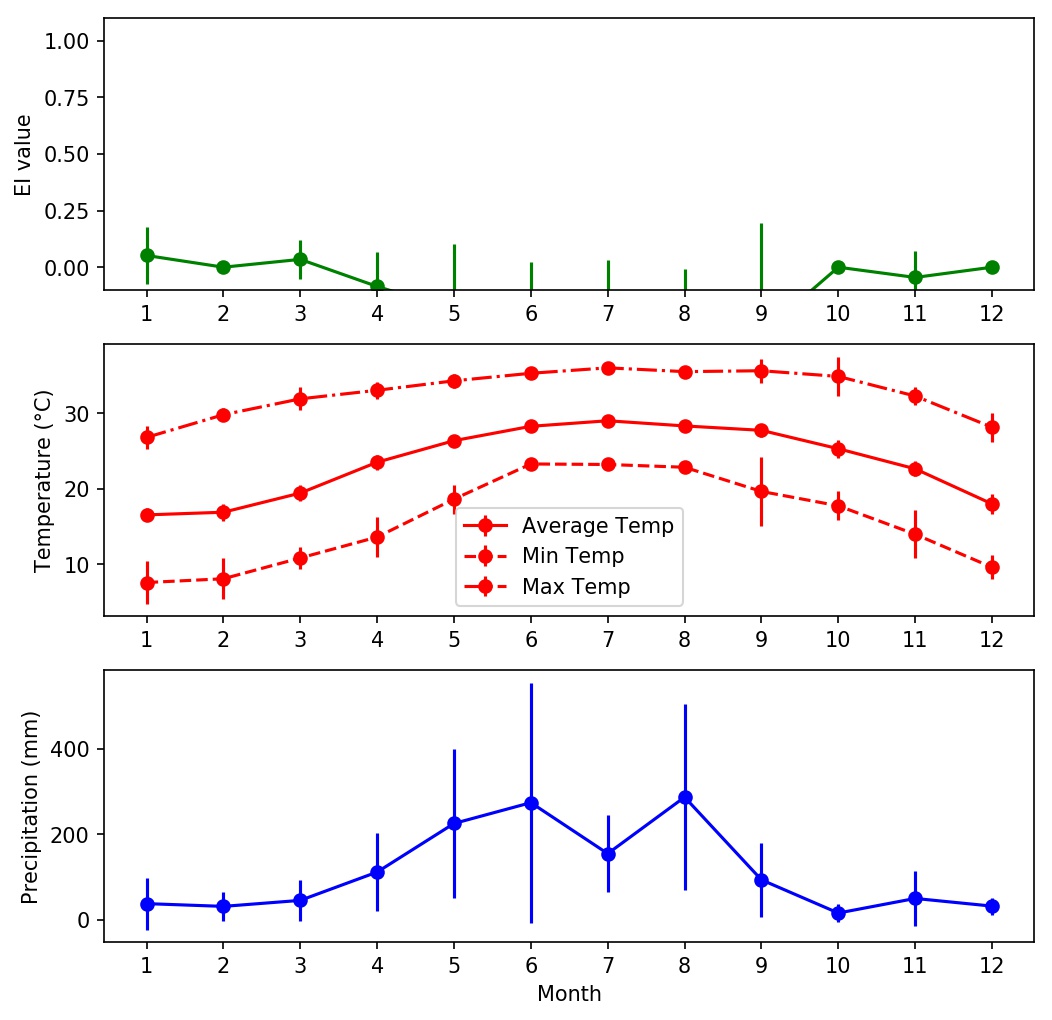 1.00
0.75
0.50
0.25
0.00
EI value
1 2 3 4 5 6 7 8 9 10 11 12
30
20
10
Temperature (°C)
Average Temp
Min Temp
Max Temp
1 2 3 4 5 6 7 8 9 10 11 12
400
200
0
Precipitation (mm)
1 2 3 4 5 6 7 8 9 10 11 12
Month